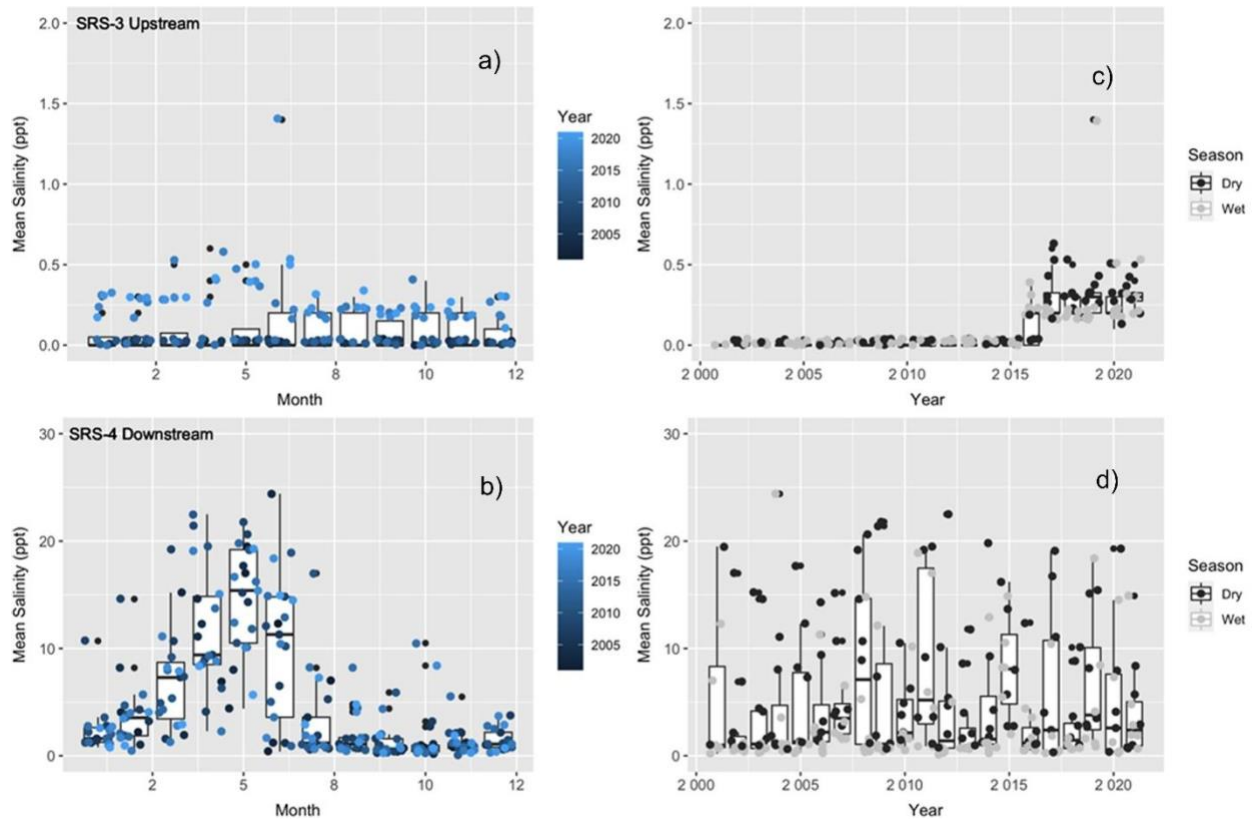 SRS-3 Upstream
a)
Mean Salinity (ppt)
2.0
1.5
1.0
0.5
0.0
2
5
8
10
12
Month
Year
2020
2015
2010
2005
c)
Mean Salinity (ppt)
2.0
1.5
1.0
0.5
0.0
2 000
2 005
2 010
2 015
2 020
Year
Season
Dry
Wet
SRS-4 Downstream
b)
Mean Salinity (ppt)
30
20
10
0
2
5
8
10
12
Month
Year
2020
2015
2010
2005
d)
Mean Salinity (ppt)
30
20
10
0
2 000
2 005
2 010
2 015
2 020
Year
Season
Dry
Wet